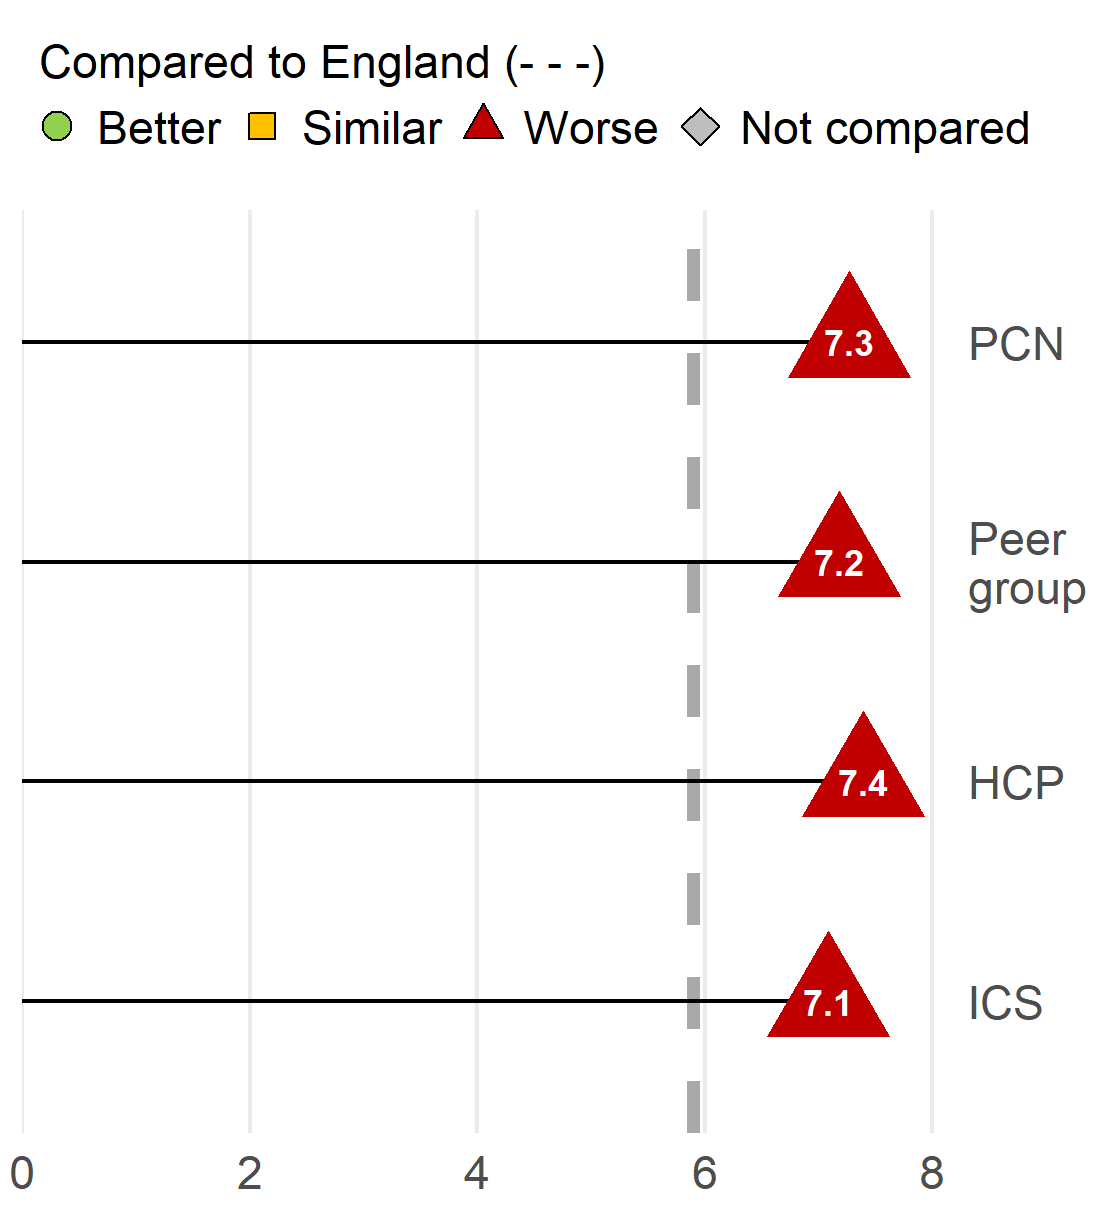 Compared to England (- - -)
Better Similar Worse Not compared
7.3 PCN
7.2 Peer
group
7.4 HCP
7.1 ICS
0 2 4 6 8